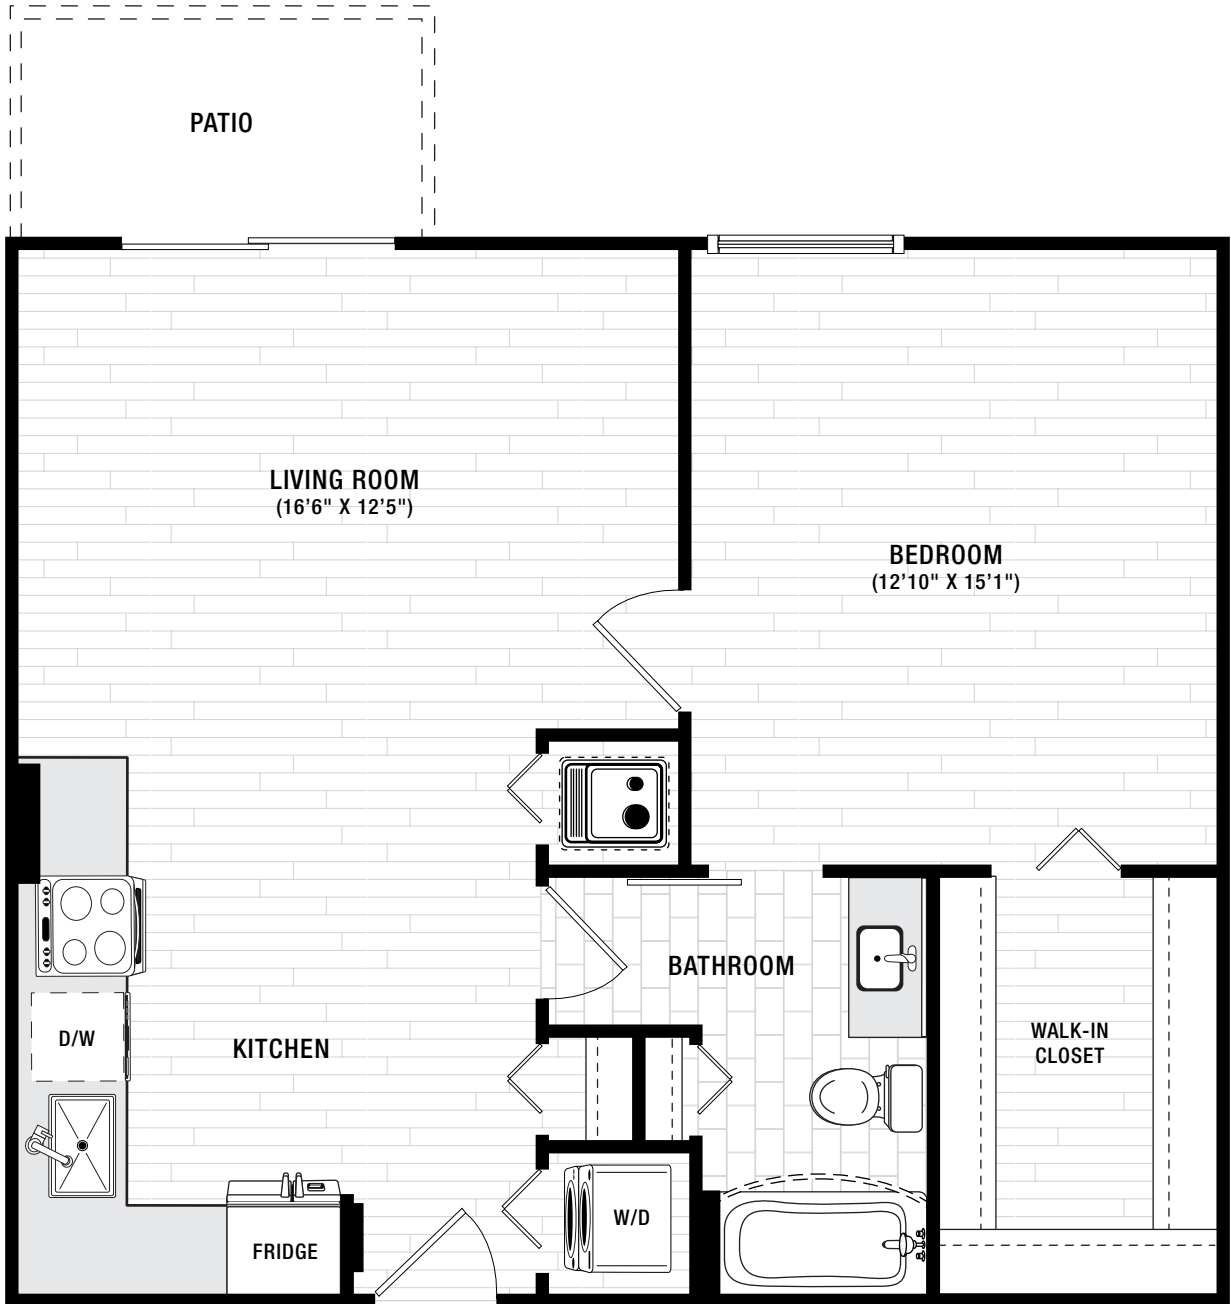 PATIO
LIVING ROOM
(16'6" X 12'5")
BEDROOM
(12'10" X 15'1")
BATHROOM
D/W
KITCHEN
WALK-IN
CLOSET
W/D
FRIDGE